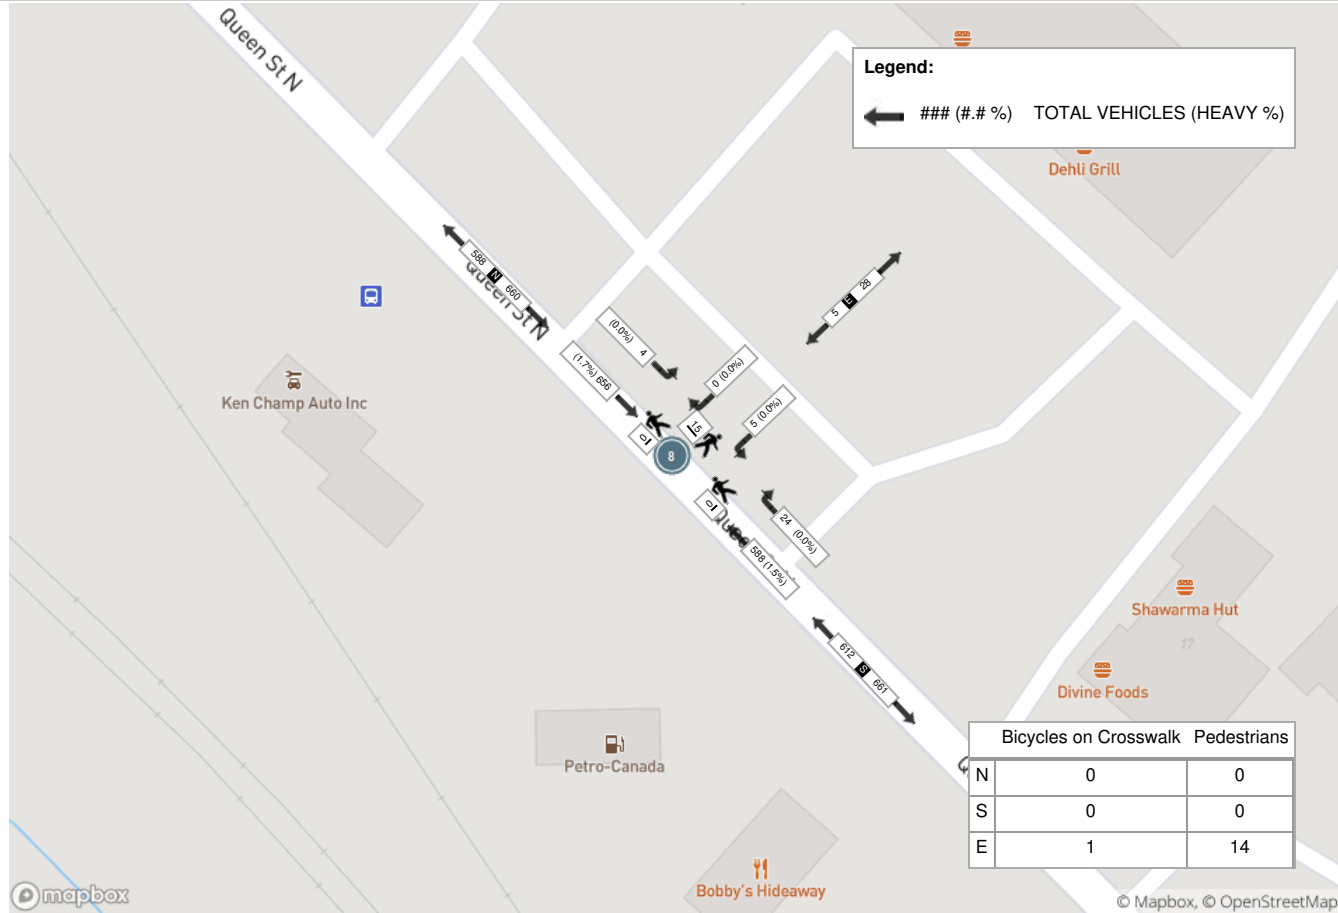 Queen St N
Legend:
### (#.# %) TOTAL VEHICLES (HEAVY %)
Dehli Grill
588 N 660
Queen St N
5 E 28
(0.0%) 4
(1.7%) 656
0 (0.0%)
15
5 (0.0%)
0
8
0
24 (0.0%)
588 (1.5%)
Ken Champ Auto Inc
Shawarma Hut
17
Divine Foods
612 S 661
Petro-Canada
Bobby's Hideaway
Bicycles on Crosswalk Pedestrians
N 0 0
S 0 0
E 1 14
mapbox
© Mapbox, © OpenStreetMap